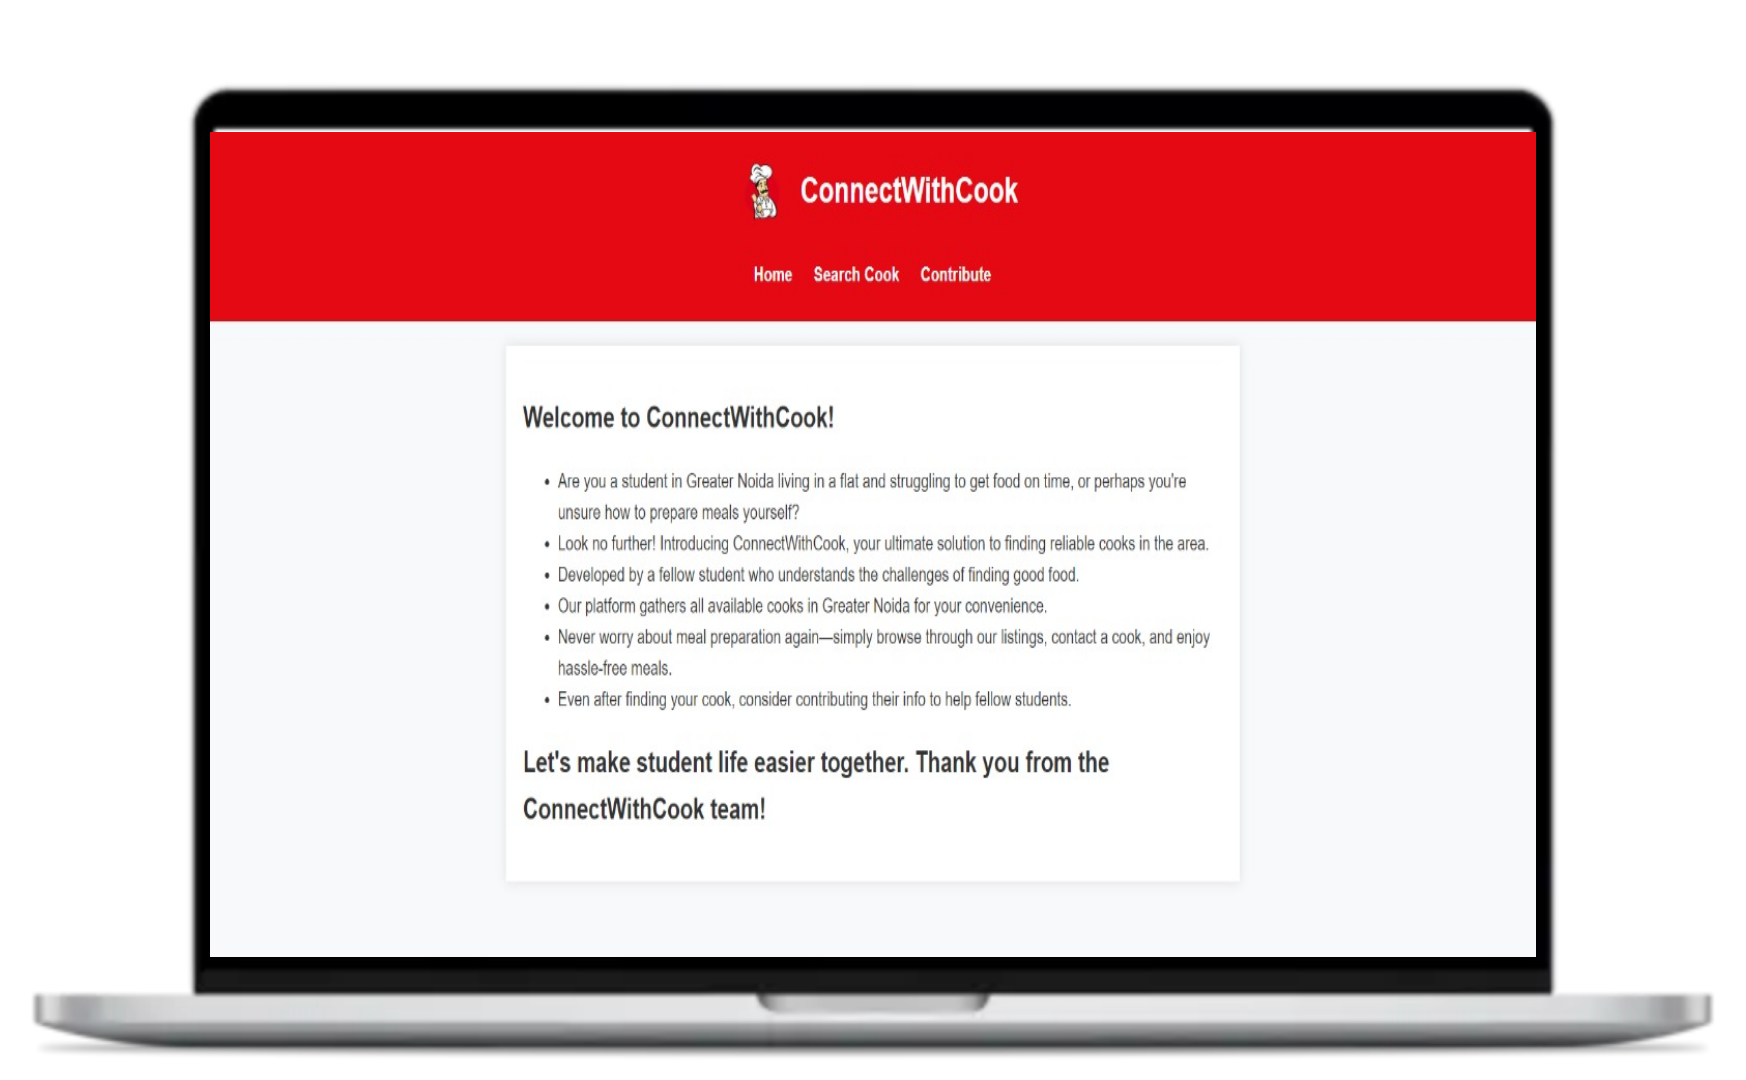 ConnectWithCook
Home Search Cook Contribute
Welcome to ConnectWithCook!
• Are you a student in Greater Noida living in a flat and struggling to get food on time, or perhaps you're
unsure how to prepare meals yourself?
• Look no further! Introducing ConnectWithCook, your ultimate solution to finding reliable cooks in the area.
• Developed by a fellow student who understands the challenges of finding good food.
• Our platform gathers all available cooks in Greater Noida for your convenience.
• Never worry about meal preparation again—simply browse through our listings, contact a cook, and enjoy
hassle-free meals.
• Even after finding your cook, consider contributing their info to help fellow students.
Let's make student life easier together. Thank you from the
ConnectWithCook team!